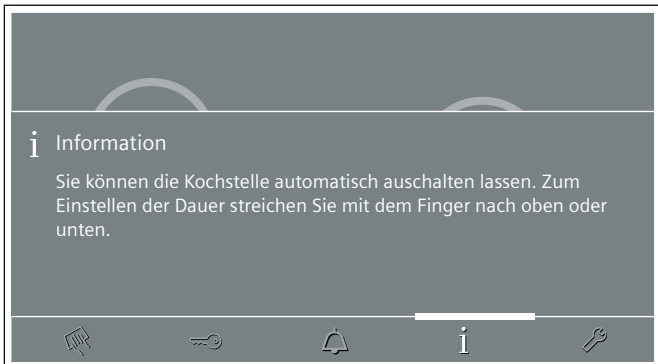 i Information
Sie können die Kochstelle automatisch auschalten lassen. Zum
Einstellen der Dauer streichen Sie mit dem Finger nach oben oder
unten.
i